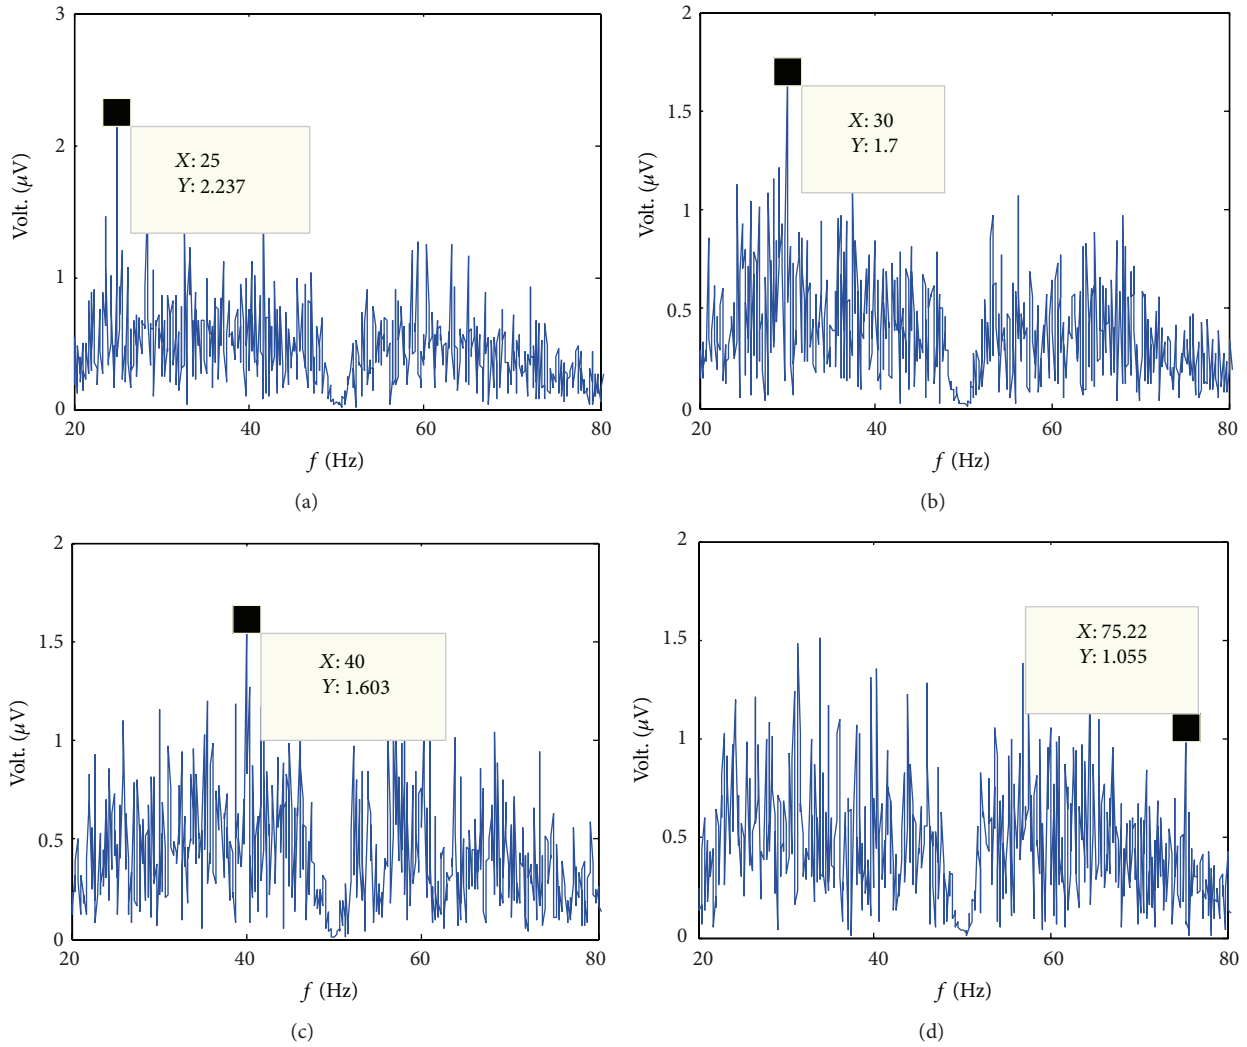 3
2
1
0
Volt. (μV)
X: 25
Y: 2.237
20
40
60
80
f (Hz)
(a)
2
1.5
1
0.5
0
Volt. (μV)
X: 30
Y: 1.7
20
40
60
80
f (Hz)
(b)
2
1.5
1
0.5
0
Volt. (μV)
X: 40
Y: 1.603
20
40
60
80
f (Hz)
(c)
2
1.5
1
0.5
0
Volt. (μV)
X: 75.22
Y: 1.055
20
40
60
80
f (Hz)
(d)